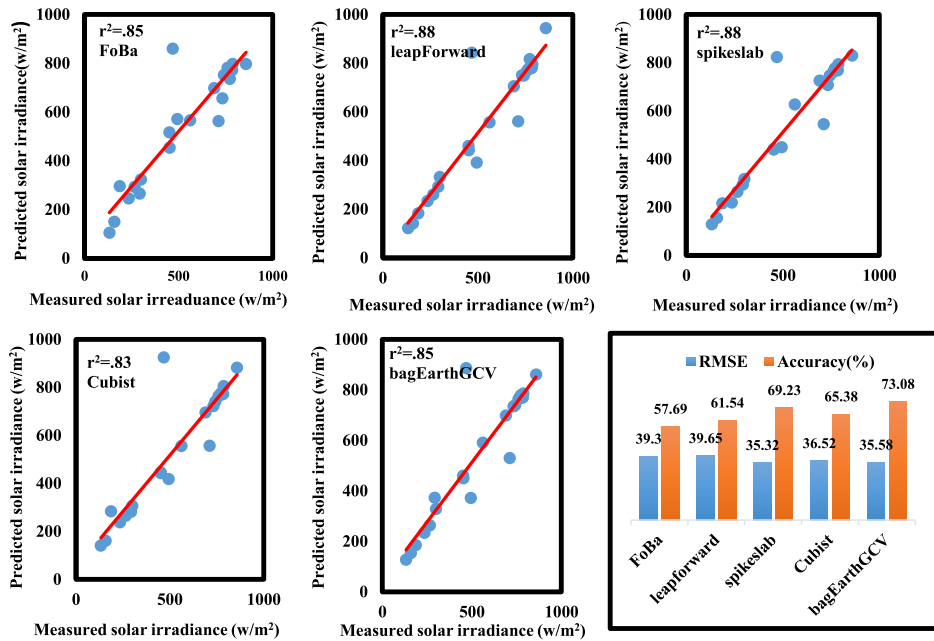 r²=.85
FoBa
Predicted solar irradiance(w/m²)
1000
800
600
400
200
0
0
500
1000
Measured solar irreaduance (w/m²)
r²=.88
leapForward
Predicted solar irradiance (w/m²)
1000
800
600
400
200
0
0
500
1000
Measured solar irradiance (w/m²)
r²=.88
spikeslab
Predicted solar irradiance (w/m²)
1000
800
600
400
200
0
0
500
1000
Measured solar irradiance (w/m²)
r²=.83
Cubist
Predicted solar irradiance (w/m²)
1000
800
600
400
200
0
0
500
1000
Measured solar irradiance (w/m²)
r²=.85
bagEarthGCV
Predicted solar irradiance (w/m²)
1000
800
600
400
200
0
0
500
1000
Measured solar irradiance (w/m²)
RMSE
Accuracy(%)
39.3
57.69
39.65
61.54
35.32
69.23
36.52
65.38
35.58
73.08
FoBa
leapforward
spikeslab
Cubist
bagEarthGCV